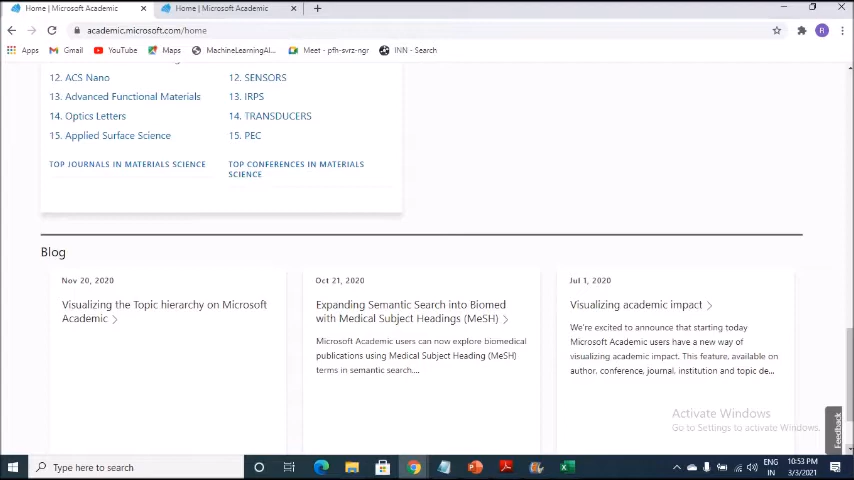 Home | Microsoft Academic
Home | Microsoft Academic
academic.microsoft.com/home
R
Apps
Gmail
YouTube
Maps
MachineLearningAI...
Meet - pfh-svrz-ngr
INN - Search
12. ACS Nano
13. Advanced Functional Materials
14. Optics Letters
15. Applied Surface Science
TOP JOURNALS IN MATERIALS SCIENCE
12. SENSORS
13. IRPS
14. TRANSDUCERS
15. PEC
TOP CONFERENCES IN MATERIALS
SCIENCE
Blog
Nov 20, 2020
Visualizing the Topic hierarchy on Microsoft
Academic >
Oct 21, 2020
Expanding Semantic Search into Biomed
with Medical Subject Headings (MeSH) >
Microsoft Academic users can now explore biomedical
publications using Medical Subject Heading (MeSH)
terms in semantic search....
Jul 1, 2020
Visualizing academic impact >
We're excited to announce that starting today
Microsoft Academic users have a new way of
visualizing academic impact. This feature, available on
author, conference, journal, institution and topic de...
Activate Windows
Go to Settings to activate Windows.
Feedback
Type here to search
ENG
IN
10:53 PM
3/3/2021